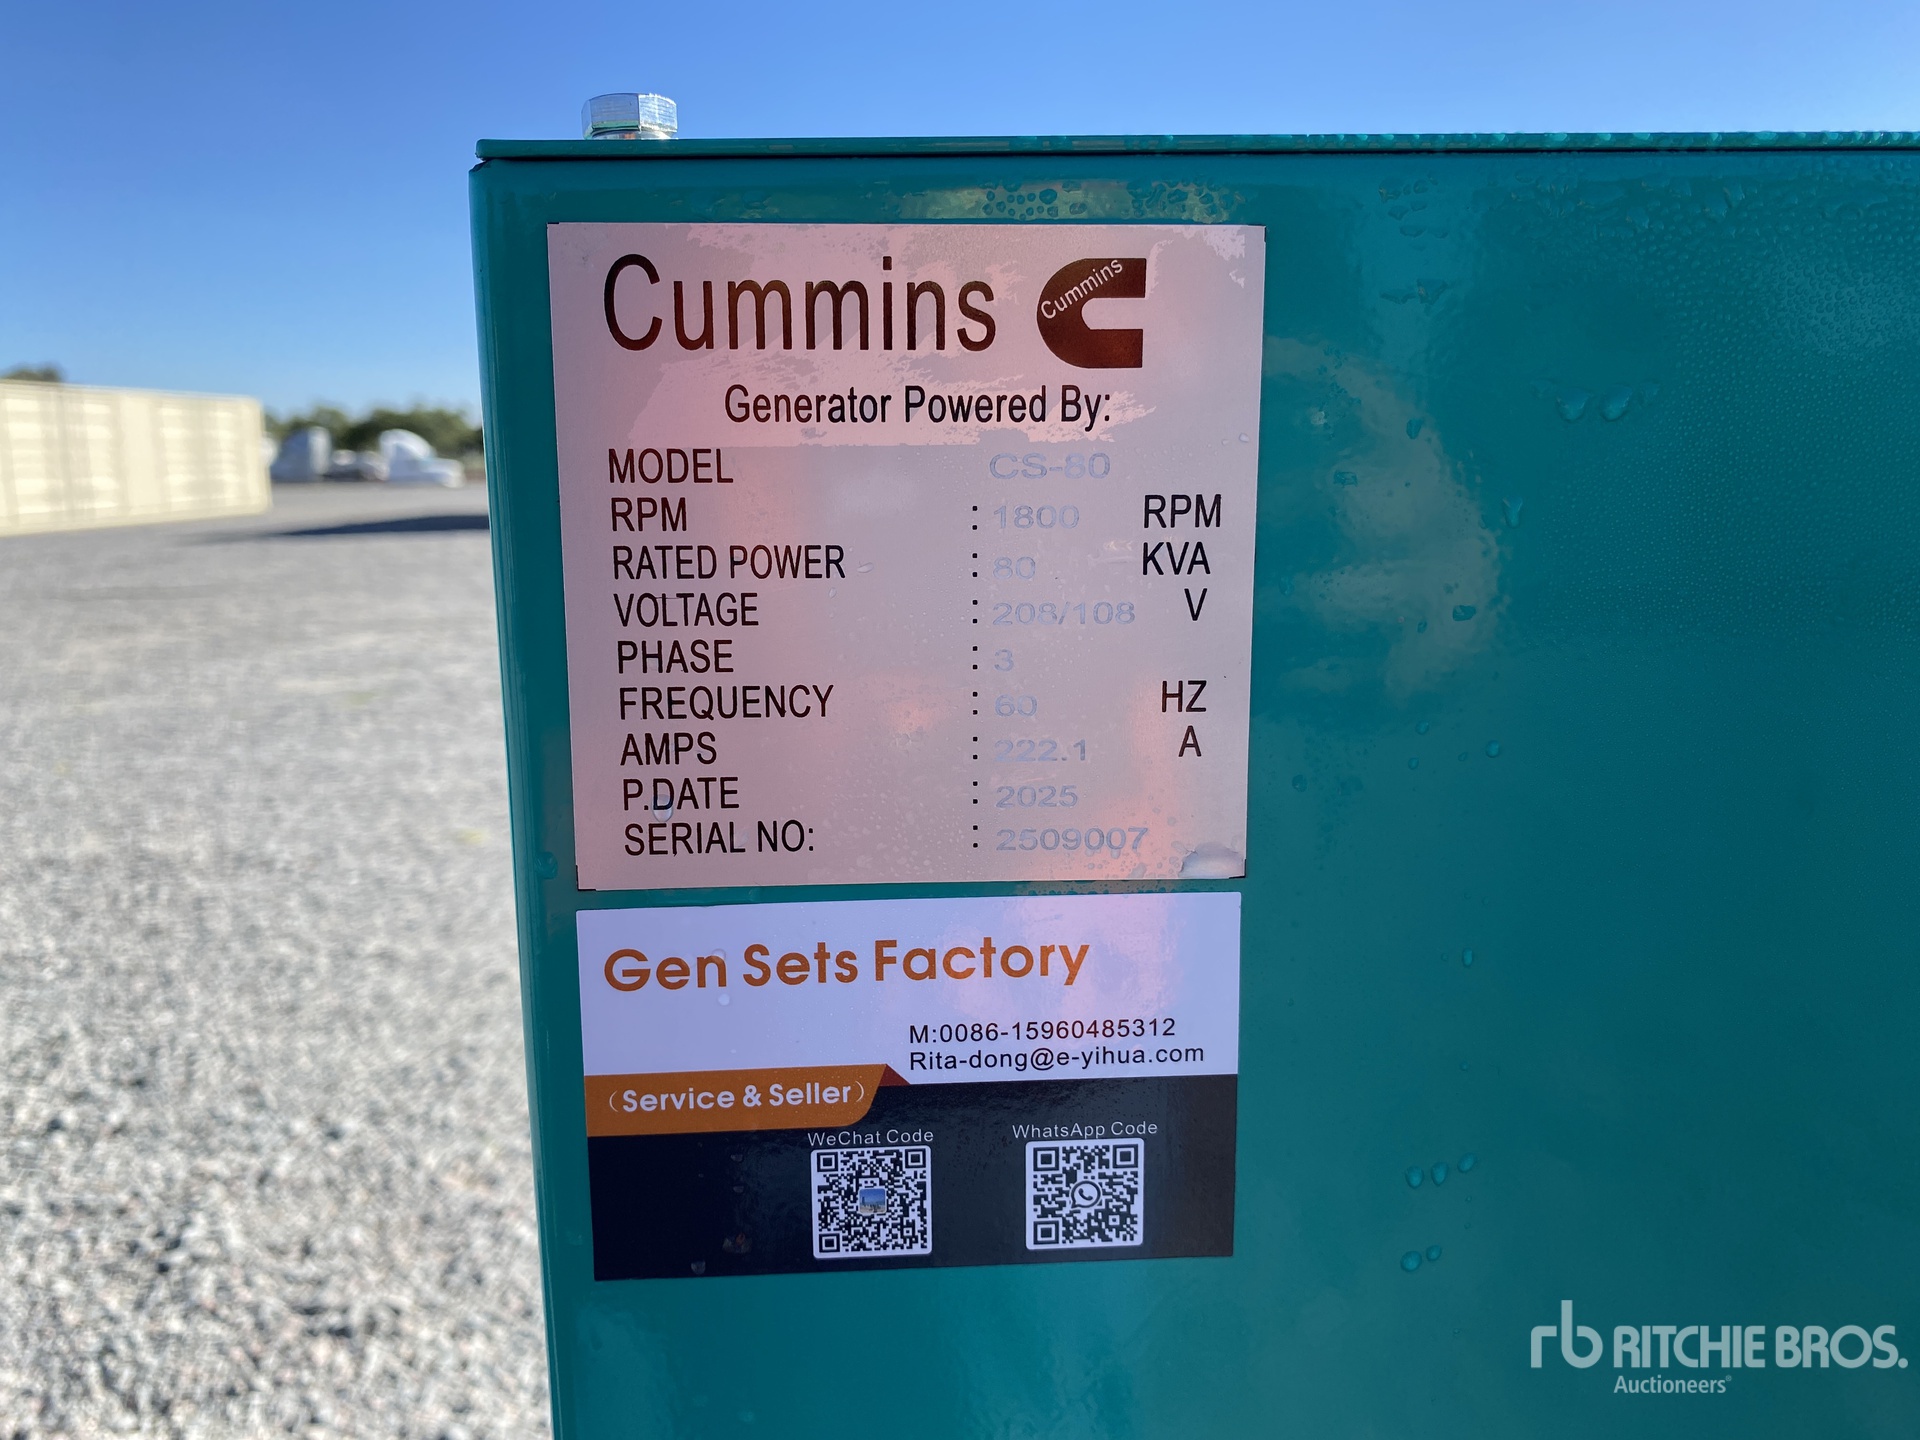 Cummins Cummins
Generator Powered By:
MODEL CS-80
RPM : 1800 RPM
RATED POWER : 80 KVA
VOLTAGE : 208/108 V
PHASE : 3
FREQUENCY : 60 HZ
AMPS : 222.1 A
P.DATE : 2025
SERIAL NO: : 2509007
Gen Sets Factory
M:0086-15960485312
Rita-dong@e-yihua.com
(Service & Seller)
WeChat Code WhatsApp Code
rb RITCHIE BROS.
Auctioneers®